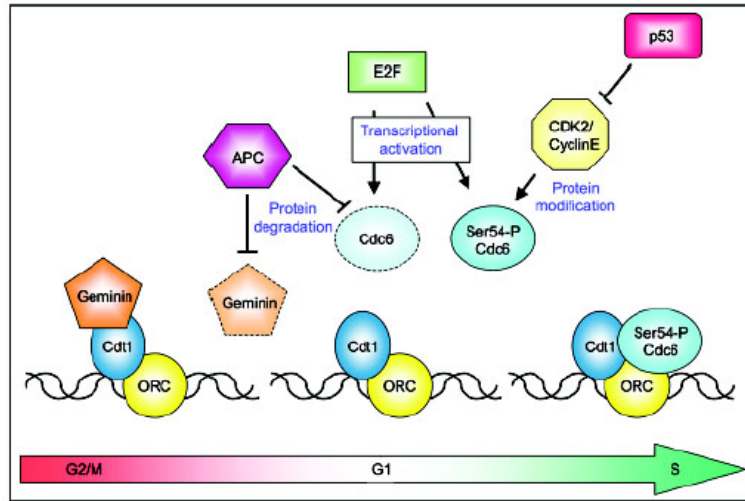 p53
E2F
CDK2/
CyclinE
Transcriptional
activation
APC
Protein
modification
Protein
degradation
Cdc6
Ser54-P
Cdc6
Geminin
Geminin
Cdt1
Cdt1
Cdt1
Ser54-P
Cdc6
ORC
ORC
ORC
G2/M
G1
S